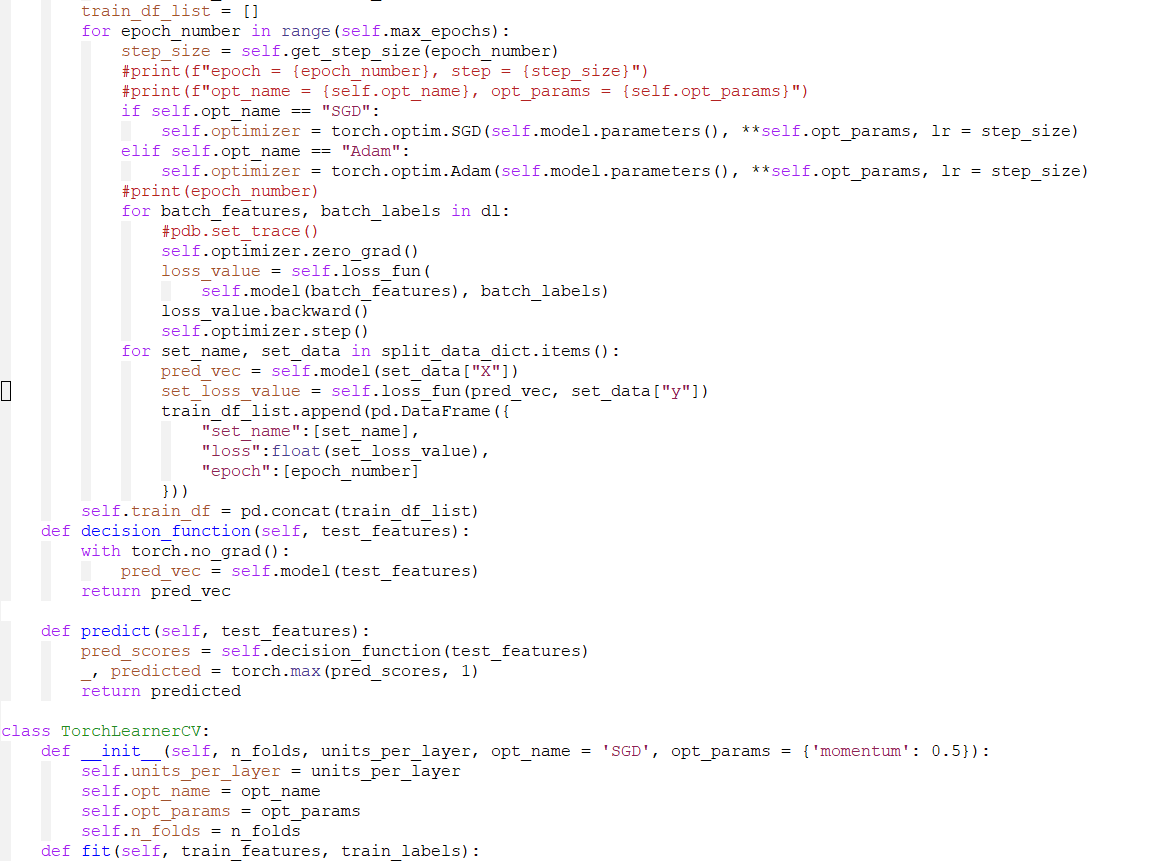 train_df_list = []
for epoch_number in range(self.max_epochs):
step_size = self.get_step_size(epoch_number)
#print(f"epoch = {epoch_number}, step = {step_size}")
#print(f"opt_name = {self.opt_name}, opt_params = {self.opt_params}")
if self.opt_name == "SGD":
self.optimizer = torch.optim.SGD(self.model.parameters(), **self.opt_params, lr = step_size)
elif self.opt_name == "Adam":
self.optimizer = torch.optim.Adam(self.model.parameters(), **self.opt_params, lr = step_size)
#print(epoch_number)
for batch_features, batch_labels in dl:
#pdb.set_trace()
self.optimizer.zero_grad()
loss_value = self.loss_fun(
self.model(batch_features), batch_labels)
loss_value.backward()
self.optimizer.step()
for set_name, set_data in split_data_dict.items():
pred_vec = self.model(set_data["X"])
set_loss_value = self.loss_fun(pred_vec, set_data["y"])
train_df_list.append(pd.DataFrame({
"set_name":[set_name],
"loss":float(set_loss_value),
"epoch":[epoch_number]
}))
self.train_df = pd.concat(train_df_list)
def decision_function(self, test_features):
with torch.no_grad():
pred_vec = self.model(test_features)
return pred_vec
def predict(self, test_features):
pred_scores = self.decision_function(test_features)
_, predicted = torch.max(pred_scores, 1)
return predicted
class TorchLearnerCV:
def __init__(self, n_folds, units_per_layer, opt_name = 'SGD', opt_params = {'momentum': 0.5}):
self.units_per_layer = units_per_layer
self.opt_name = opt_name
self.opt_params = opt_params
self.n_folds = n_folds
def fit(self, train_features, train_labels):